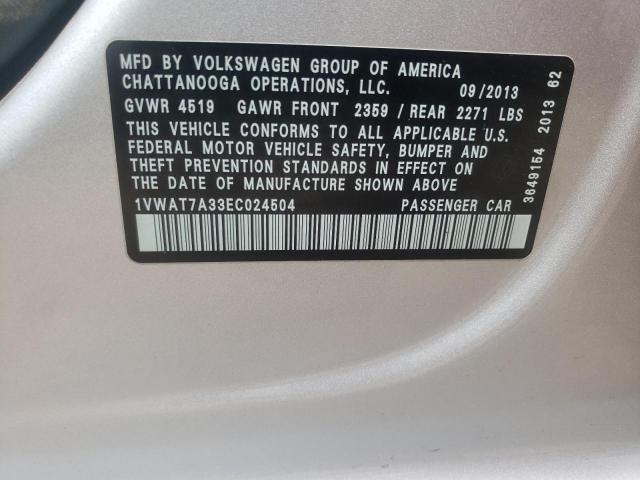 MFD BY VOLKSWAGEN GROUP OF AMERICA
CHATTANOOGA OPERATIONS, LLC. 09/2013
GVWR 4519 GAWR FRONT 2359 / REAR 2271 LBS
THIS VEHICLE CONFORMS TO ALL APPLICABLE U.S.
FEDERAL MOTOR VEHICLE SAFETY, BUMPER AND
THEFT PREVENTION STANDARDS IN EFFECT ON
THE DATE OF MANUFACTURE SHOWN ABOVE
1VWAT7A33EC024504 PASSENGER CAR
3649154 2013 62